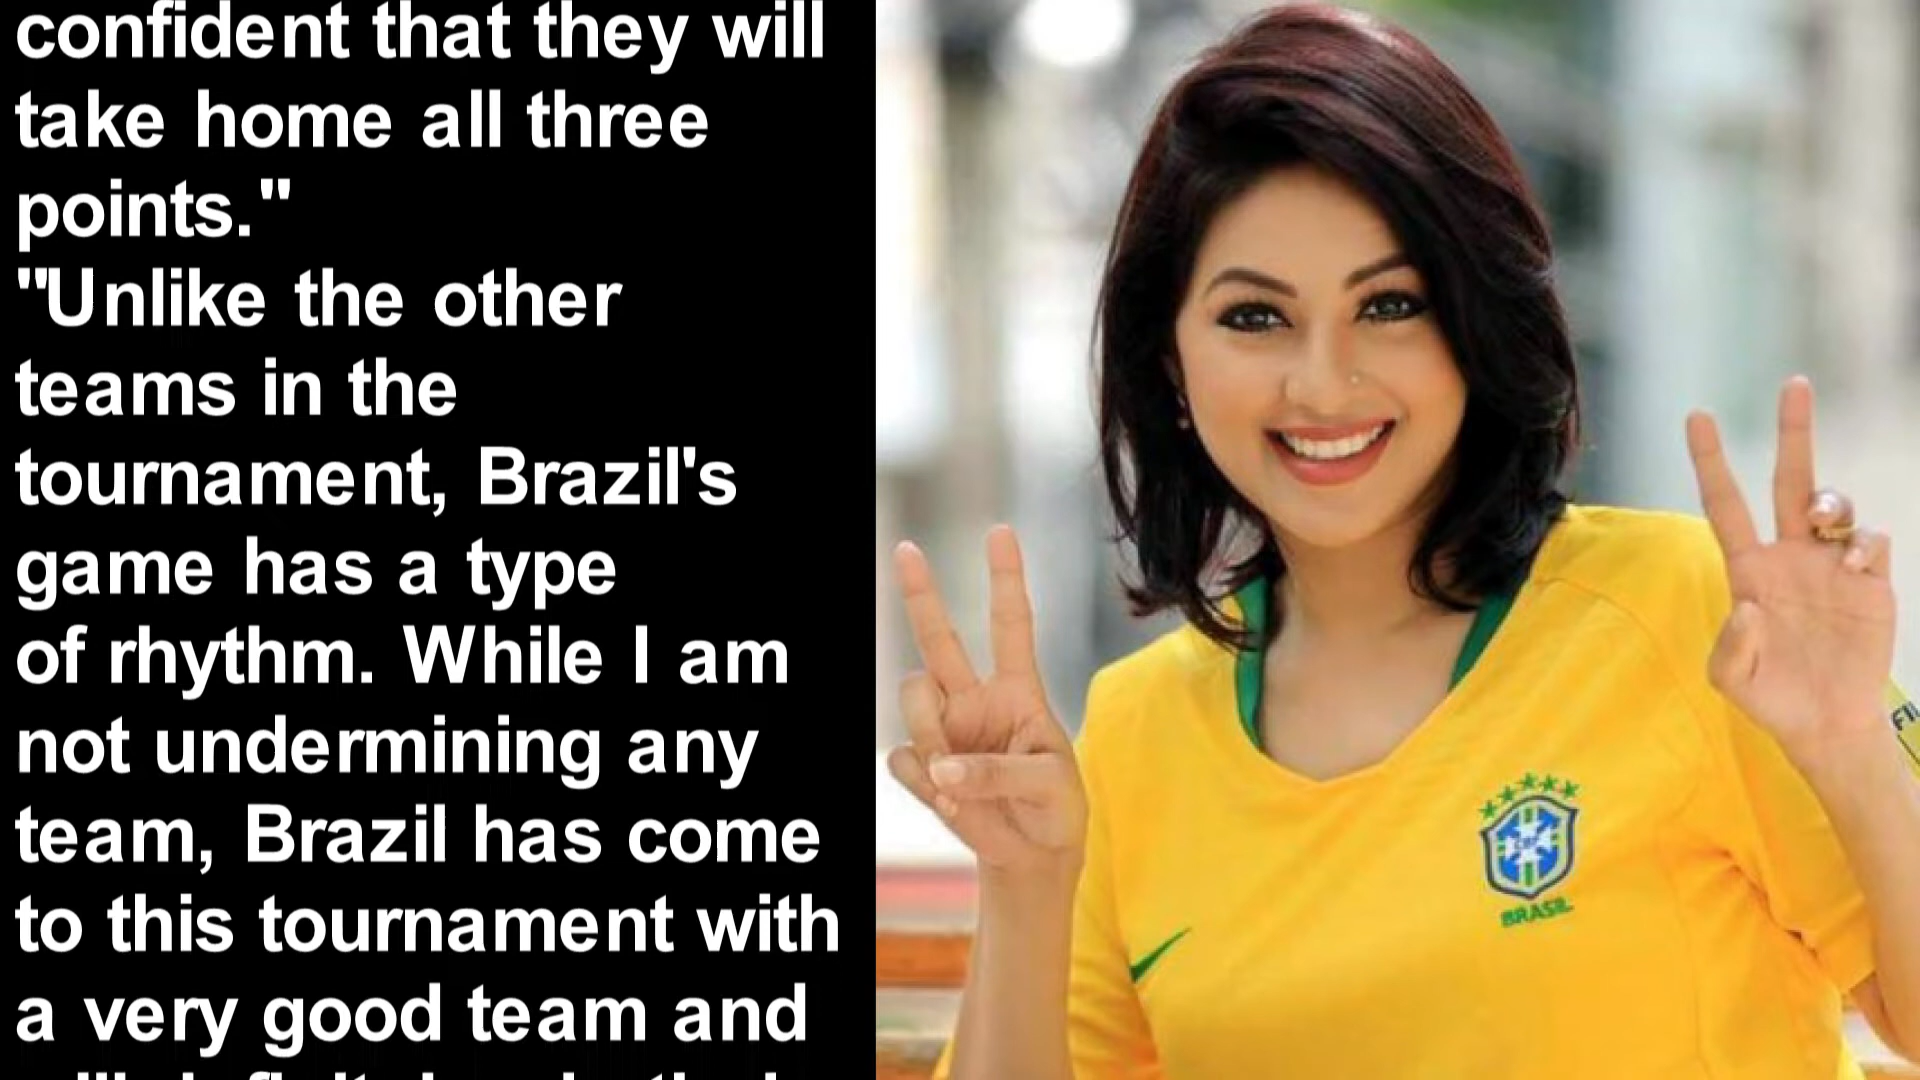 confident that they will
take home all three
points."
"Unlike the other
teams in the
tournament, Brazil's
game has a type
of rhythm. While I am
not undermining any
team, Brazil has come
to this tournament with
a very good team and
BRASIL